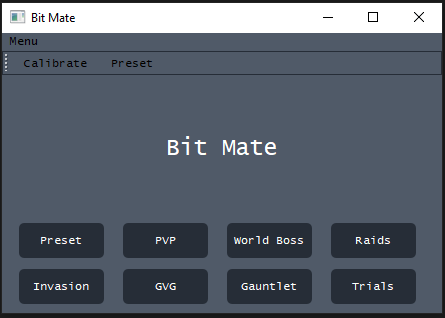 Bit Mate
Menu
Calibrate Preset
Bit Mate
Preset PVP World Boss Raids
Invasion GVG Gauntlet Trials